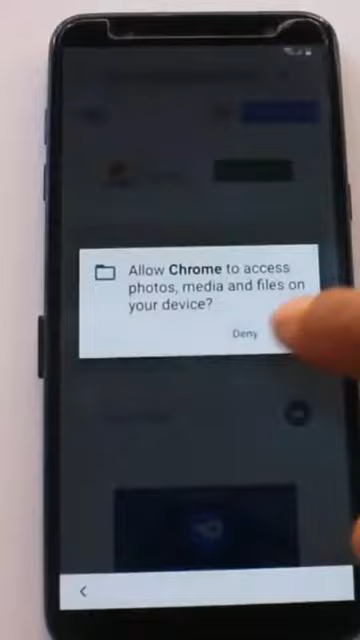 Allow Chrome to access
photos, media and files on
your device?
Deny